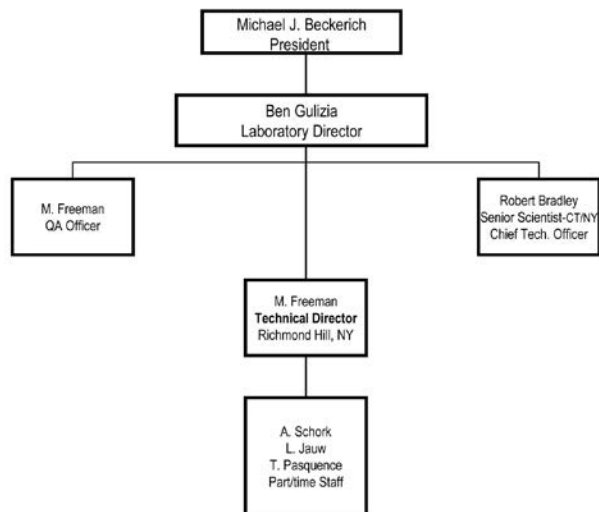 Michael J. Beckerich
President
Ben Gulizia
Laboratory Director
M. Freeman
QA Officer
Robert Bradley
Senior Scientist-CT/NY
Chief Tech. Officer
M. Freeman
Technical Director
Richmond Hill, NY
A. Schork
L. Jauw
T. Pasquence
Part/time Staff